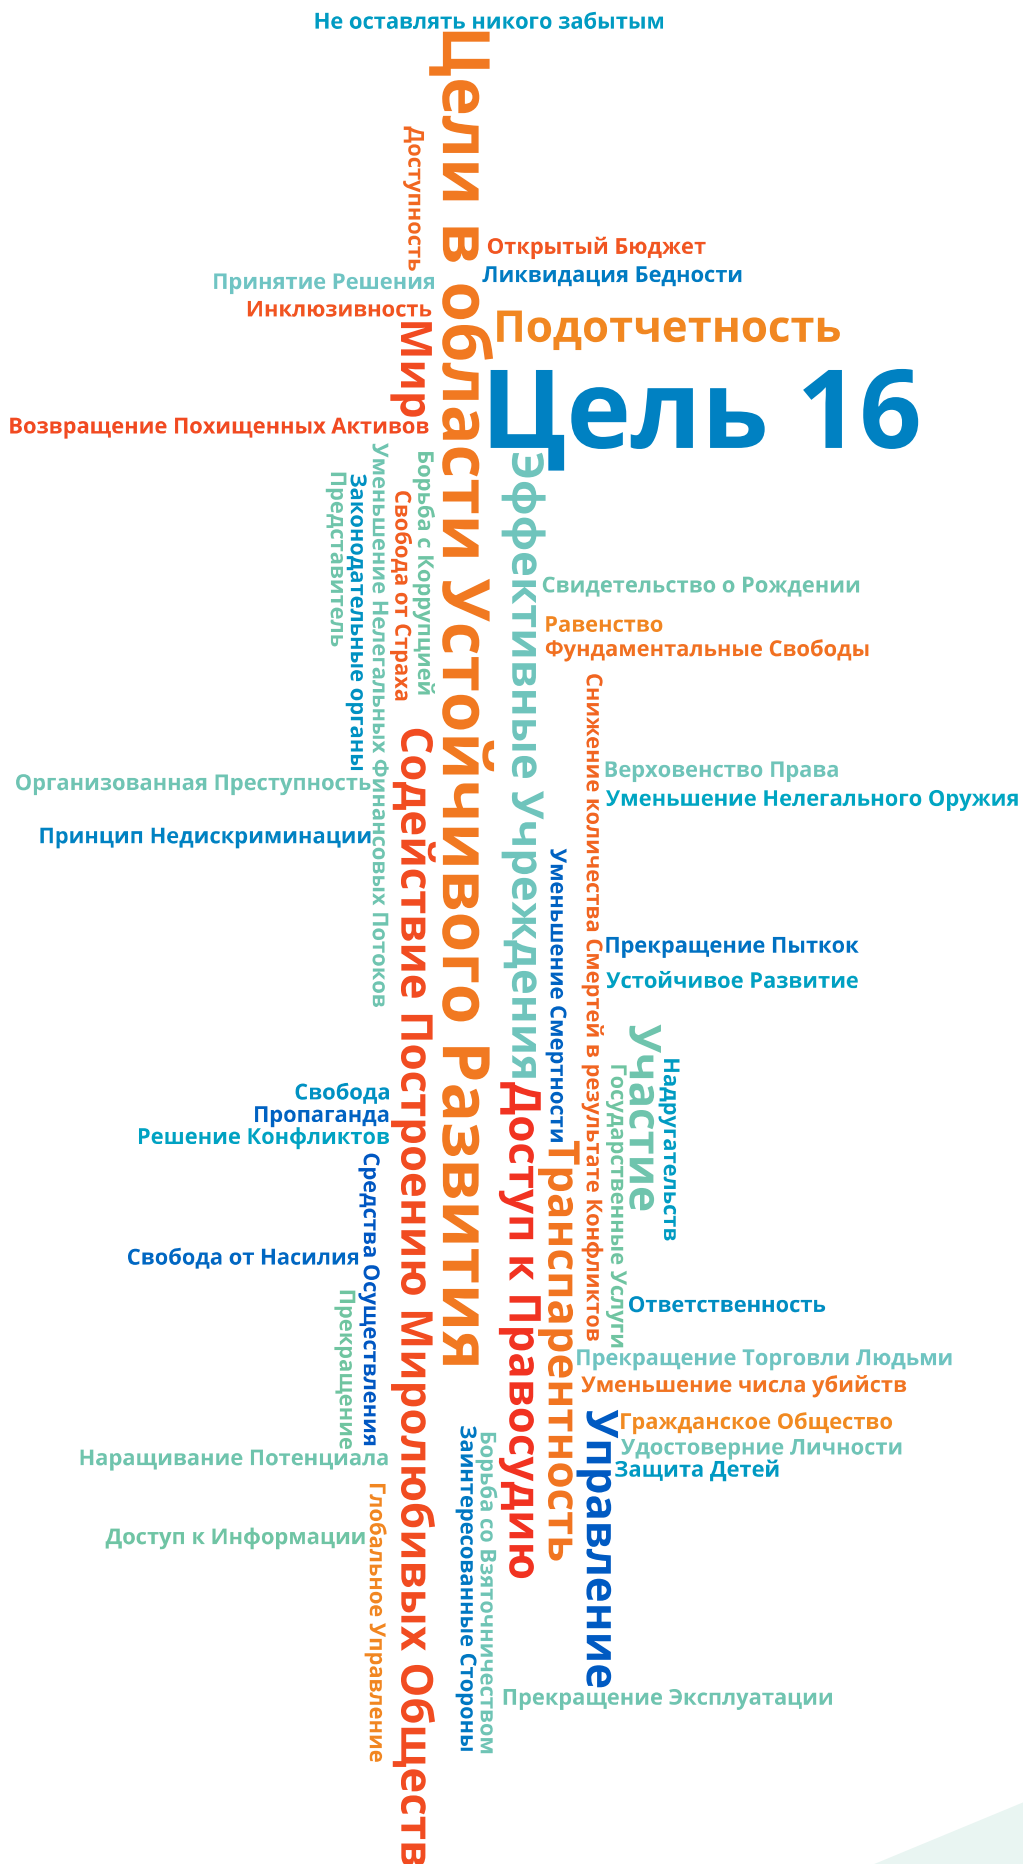 Не оставлять никого забытым
Цели в области Устойчивого Развития
Доступность
Открытый Бюджет
Ликвидация Бедности
Принятие Решения
Инклюзивность
Подотчетность
Мир
Цель 16
Возвращение Похищенных Активов
Борьба с Коррупцией
Уменьшение Нелегальных Финансовых Потоков
Свобода от Страха
Законодательные органы
Представитель
Эффективные Учреждения
Свидетельство о Рождении
Равенство
Фундаментальные Свободы
Снижение количества Смертей в результате Конфликтов
Содействие Построению Миролюбивых Обществ
Верховенство Права
Организованная Преступность
Уменьшение Нелегального Оружия
Принцип Недискриминации
Уменьшение Смертности
Прекращение Пыткок
Устойчивое Развитие
Участие
Надругательств
Государственные Услуги
Свобода
Доступ к Правосудию
Пропаганда
Решение Конфликтов
Транспарентность
Средства Осуществления
Свобода от Насилия
Прекращение
Ответственность
Прекращение Торговли Людьми
Уменьшение числа убийств
Управление
Гражданское Общество
Удостоверние Личности
Наращивание Потенциала
Защита Детей
Заинтересованные Стороны
Борьба со Взяточничеством
Глобальное Управление
Доступ к Информации
Прекращение Эксплуатации